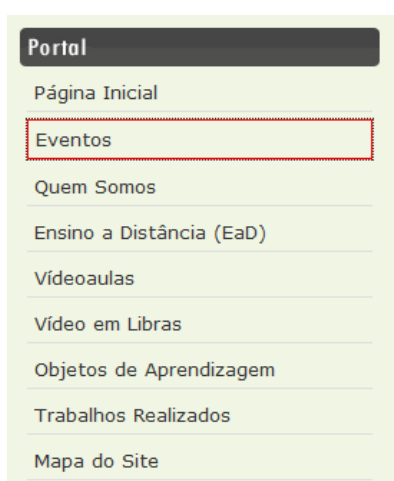 Portal
Página Inicial
Eventos
Quem Somos
Ensino a Distância (EaD)
Vídeoaulas
Vídeo em Libras
Objetos de Aprendizagem
Trabalhos Realizados
Mapa do Site